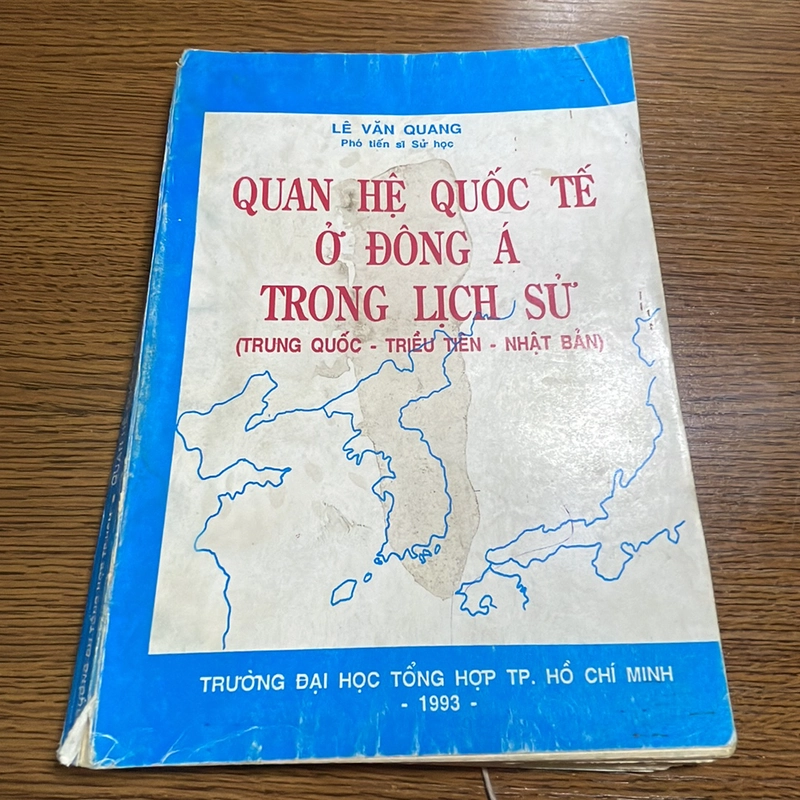 LÊ VĂN QUANG
Phó tiến sĩ Sử học
QUAN HỆ QUỐC TẾ
Ở ĐÔNG Á
TRONG LỊCH SỬ
(TRUNG QUỐC - TRIỀU TIÊN - NHẬT BẢN)
TRƯỜNG ĐẠI HỌC TỔNG HỢP TP. HỒ CHÍ MINH
- 1993 -